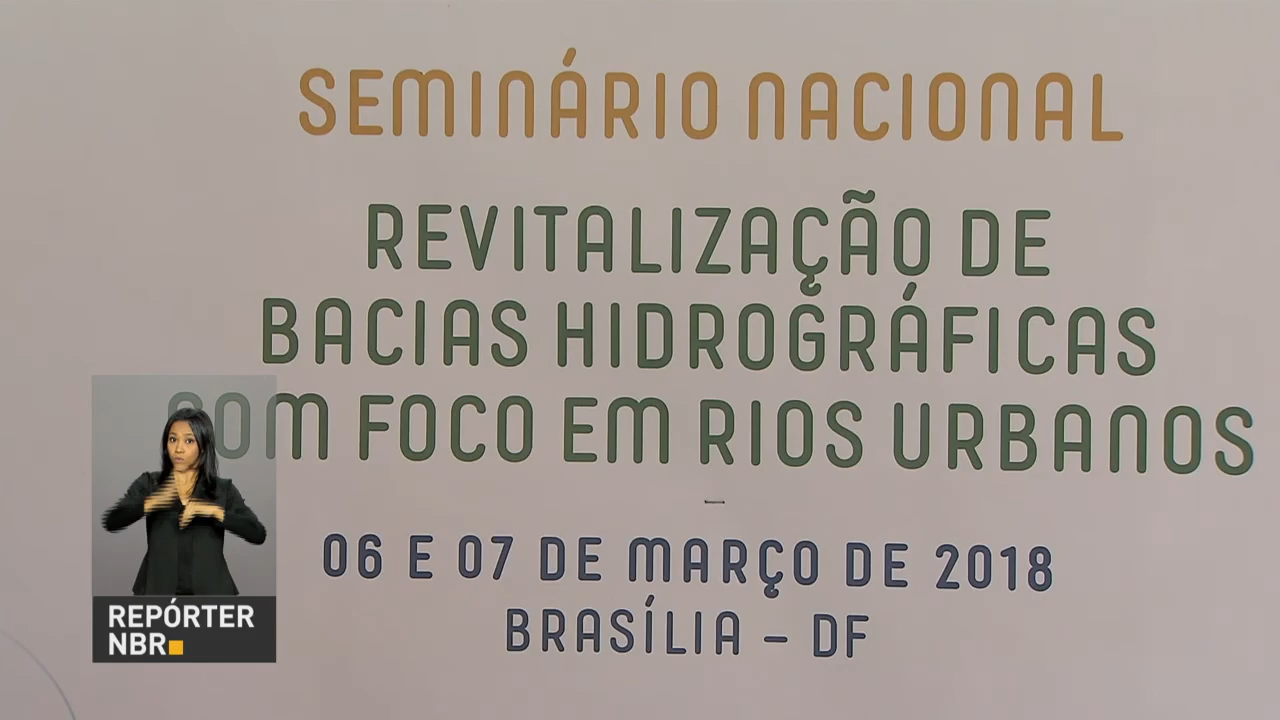 SEMINÁRIO NACIONAL
REVITALIZAÇÃO DE
BACIAS HIDROGRÁFICAS
COM FOCO EM RIOS URBANOS
06 E 07 DE MARÇO DE 2018
BRASÍLIA – DF
REPÓRTER
NBR